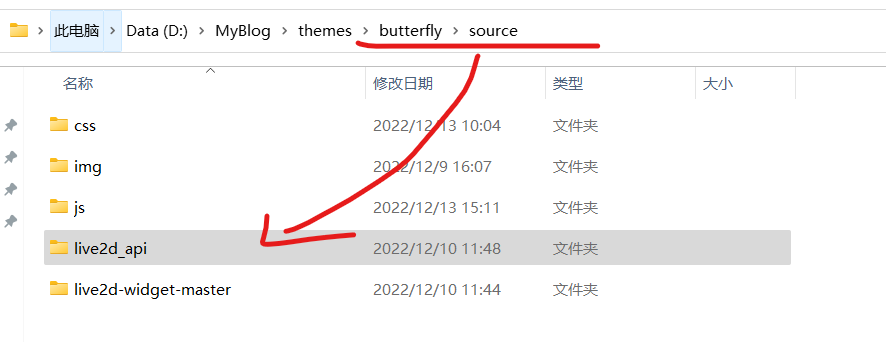 此电脑 > Data (D:) > MyBlog > themes > butterfly > source
名称 修改日期 类型 大小
css 2022/12/13 10:04 文件夹
img 2022/12/9 16:07 文件夹
js 2022/12/13 15:11 文件夹
live2d_api 2022/12/10 11:48 文件夹
live2d-widget-master 2022/12/10 11:44 文件夹